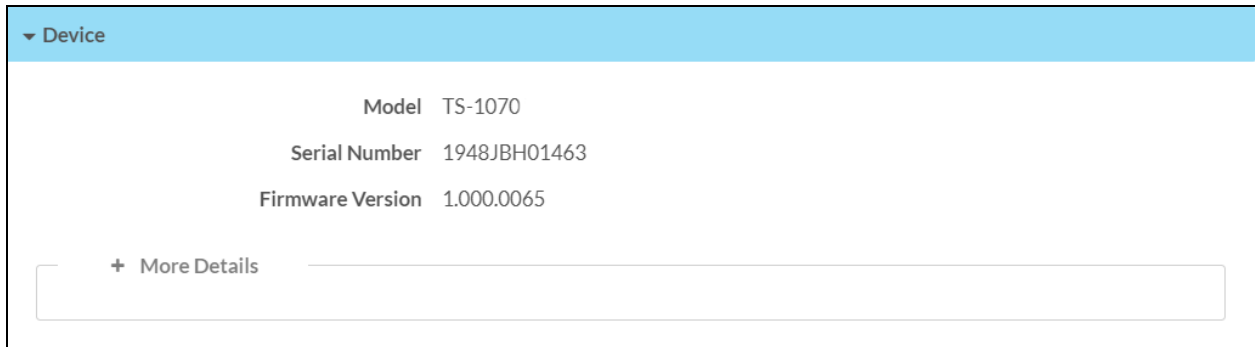 Device
Model TS-1070
Serial Number 1948JBH01463
Firmware Version 1.000.0065
+ More Details